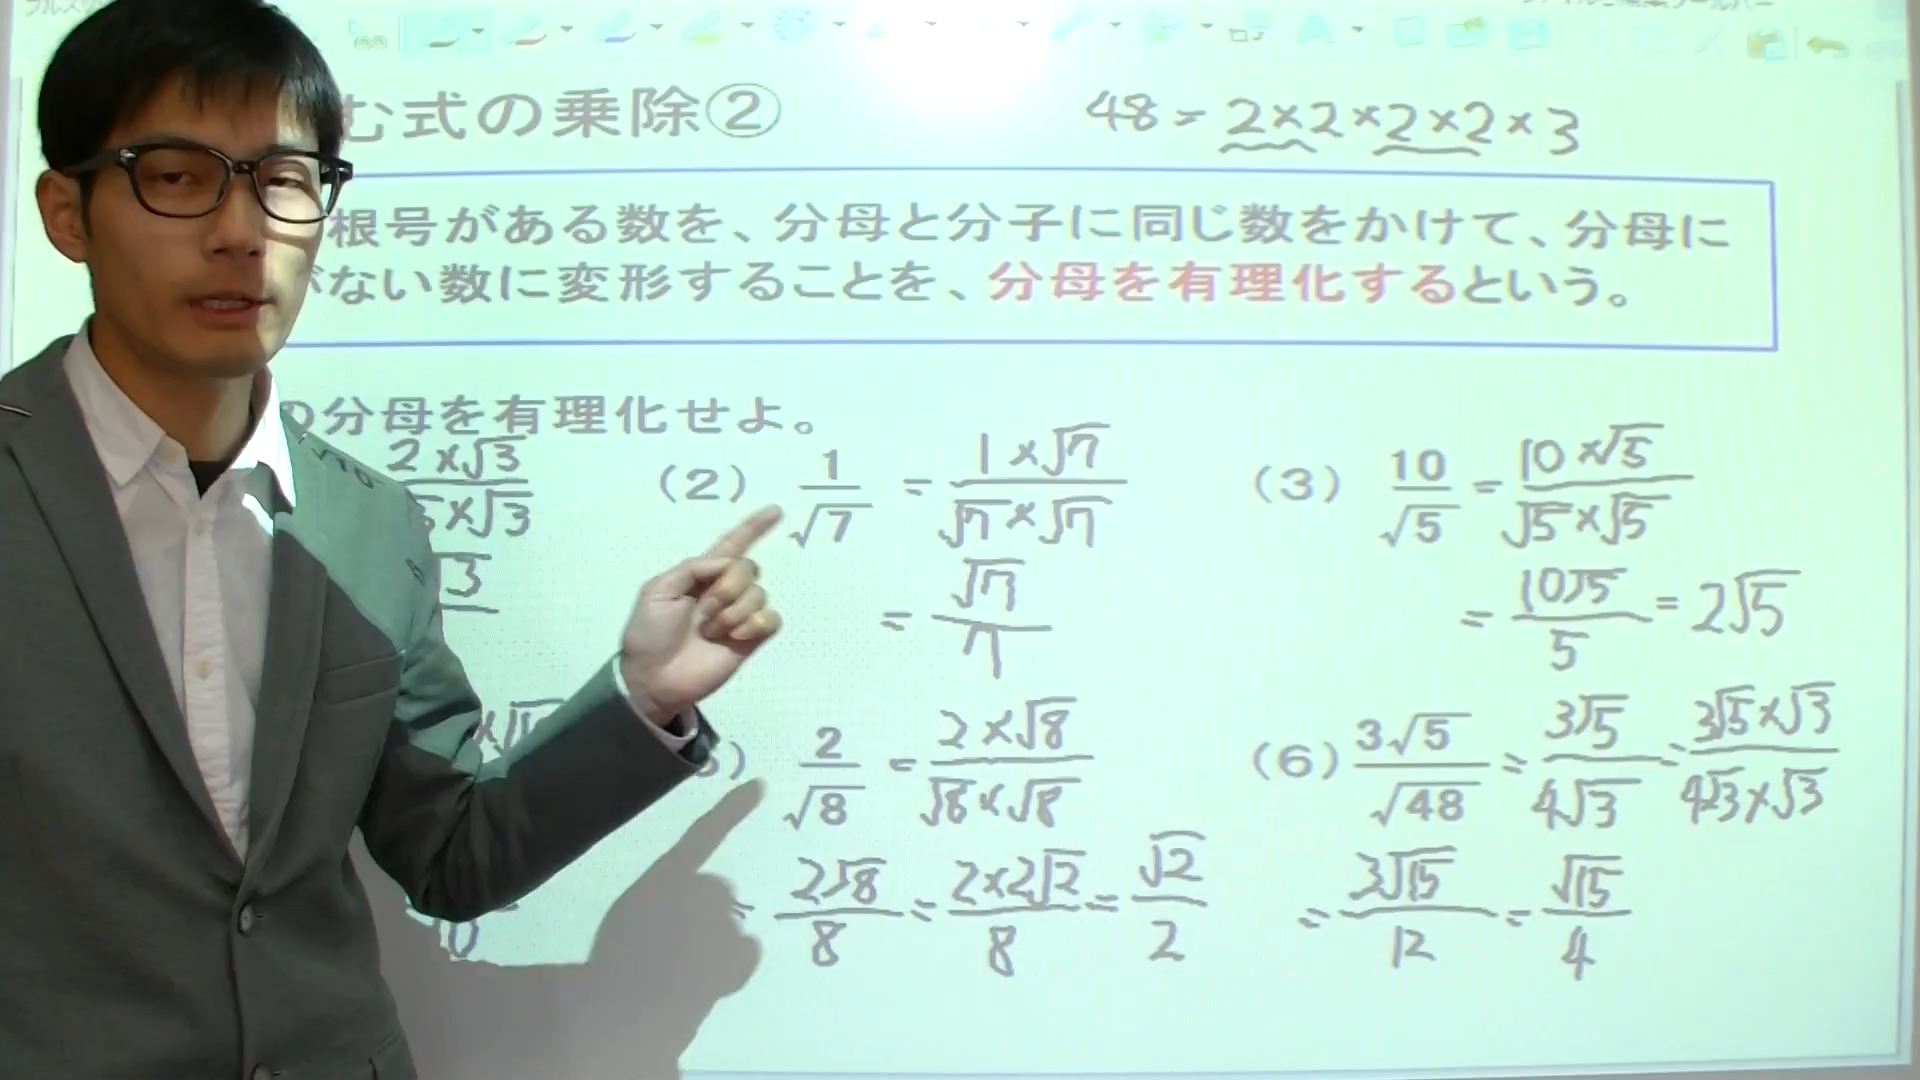 む式の乗除②
48 = 2×2×2×2×3
根号がある数を、分母と分子に同じ数をかけて、分母に
がない数に変形することを、分母を有理化するという。
の分母を有理化せよ。
2×√3
×√3
√3
(2) 1/√7 = (1×√7)/(√7×√7)
= √7/7
(3) 10/√5 = (10×√5)/(√5×√5)
= 10√5/5 = 2√5
2/√8 = (2×√8)/(√8×√8)
= 2√8/8 = (2×2√2)/8 = √2/2
(6) 3√5/√48 = 3√5/4√3 = (3√5×√3)/(4√3×√3)
= 3√15/12 = √15/4